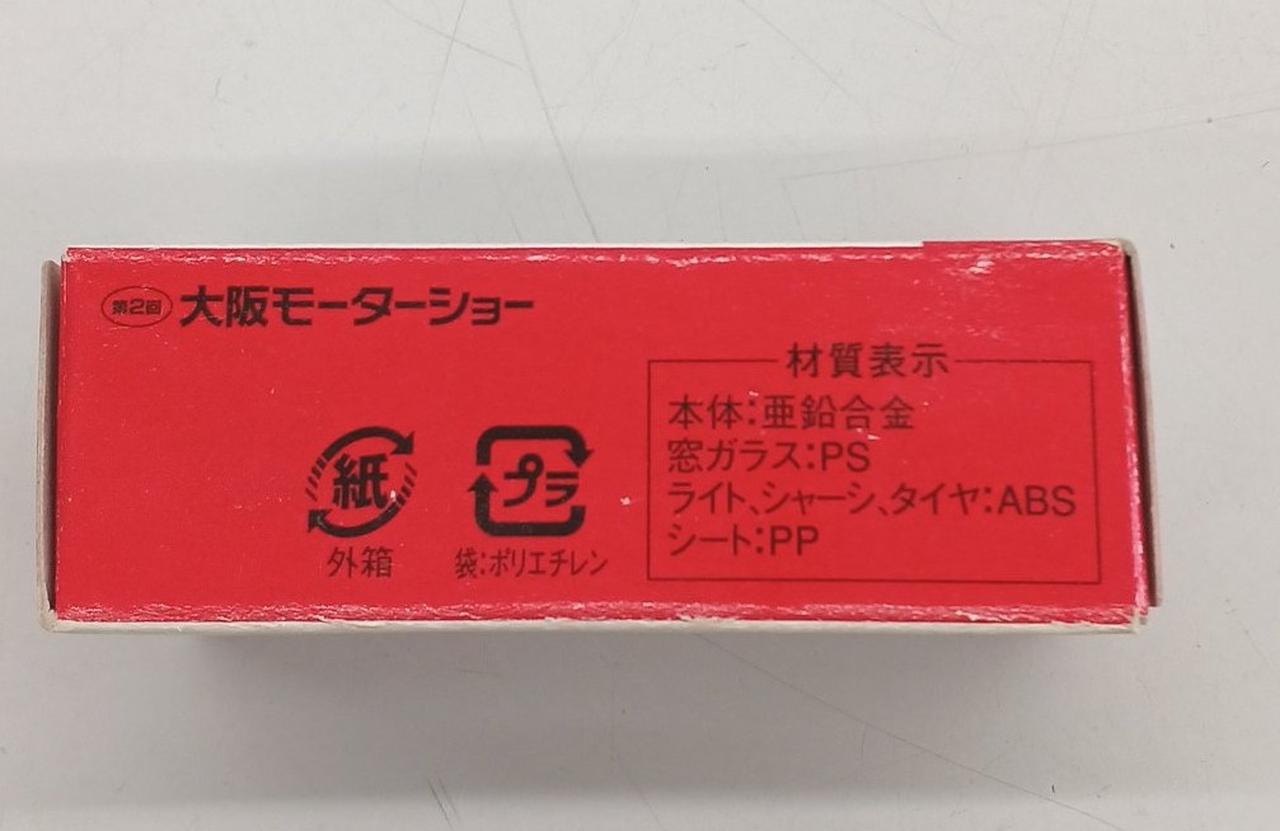 第2回 大阪モーターショー
材質表示
本体:亜鉛合金
窓ガラス:PS
ライト、シャーシ、タイヤ:ABS
シート:PP
紙
外箱
プラ
袋:ポリエチレン